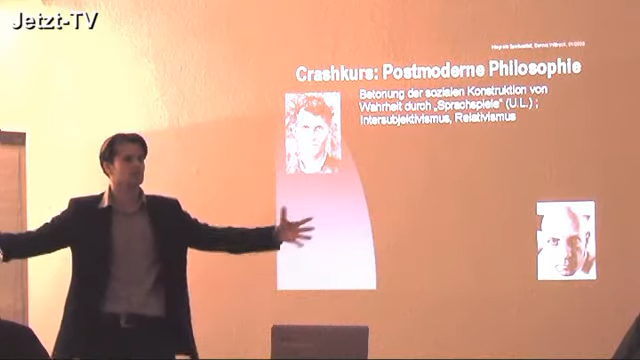 Jetzt-TV
Crashkurs: Postmoderne Philosophie
Betonung der sozialen Konstruktion von
Wahrheit durch „Sprachspiele" (U.L.) ;
Intersubjektivismus, Relativismus